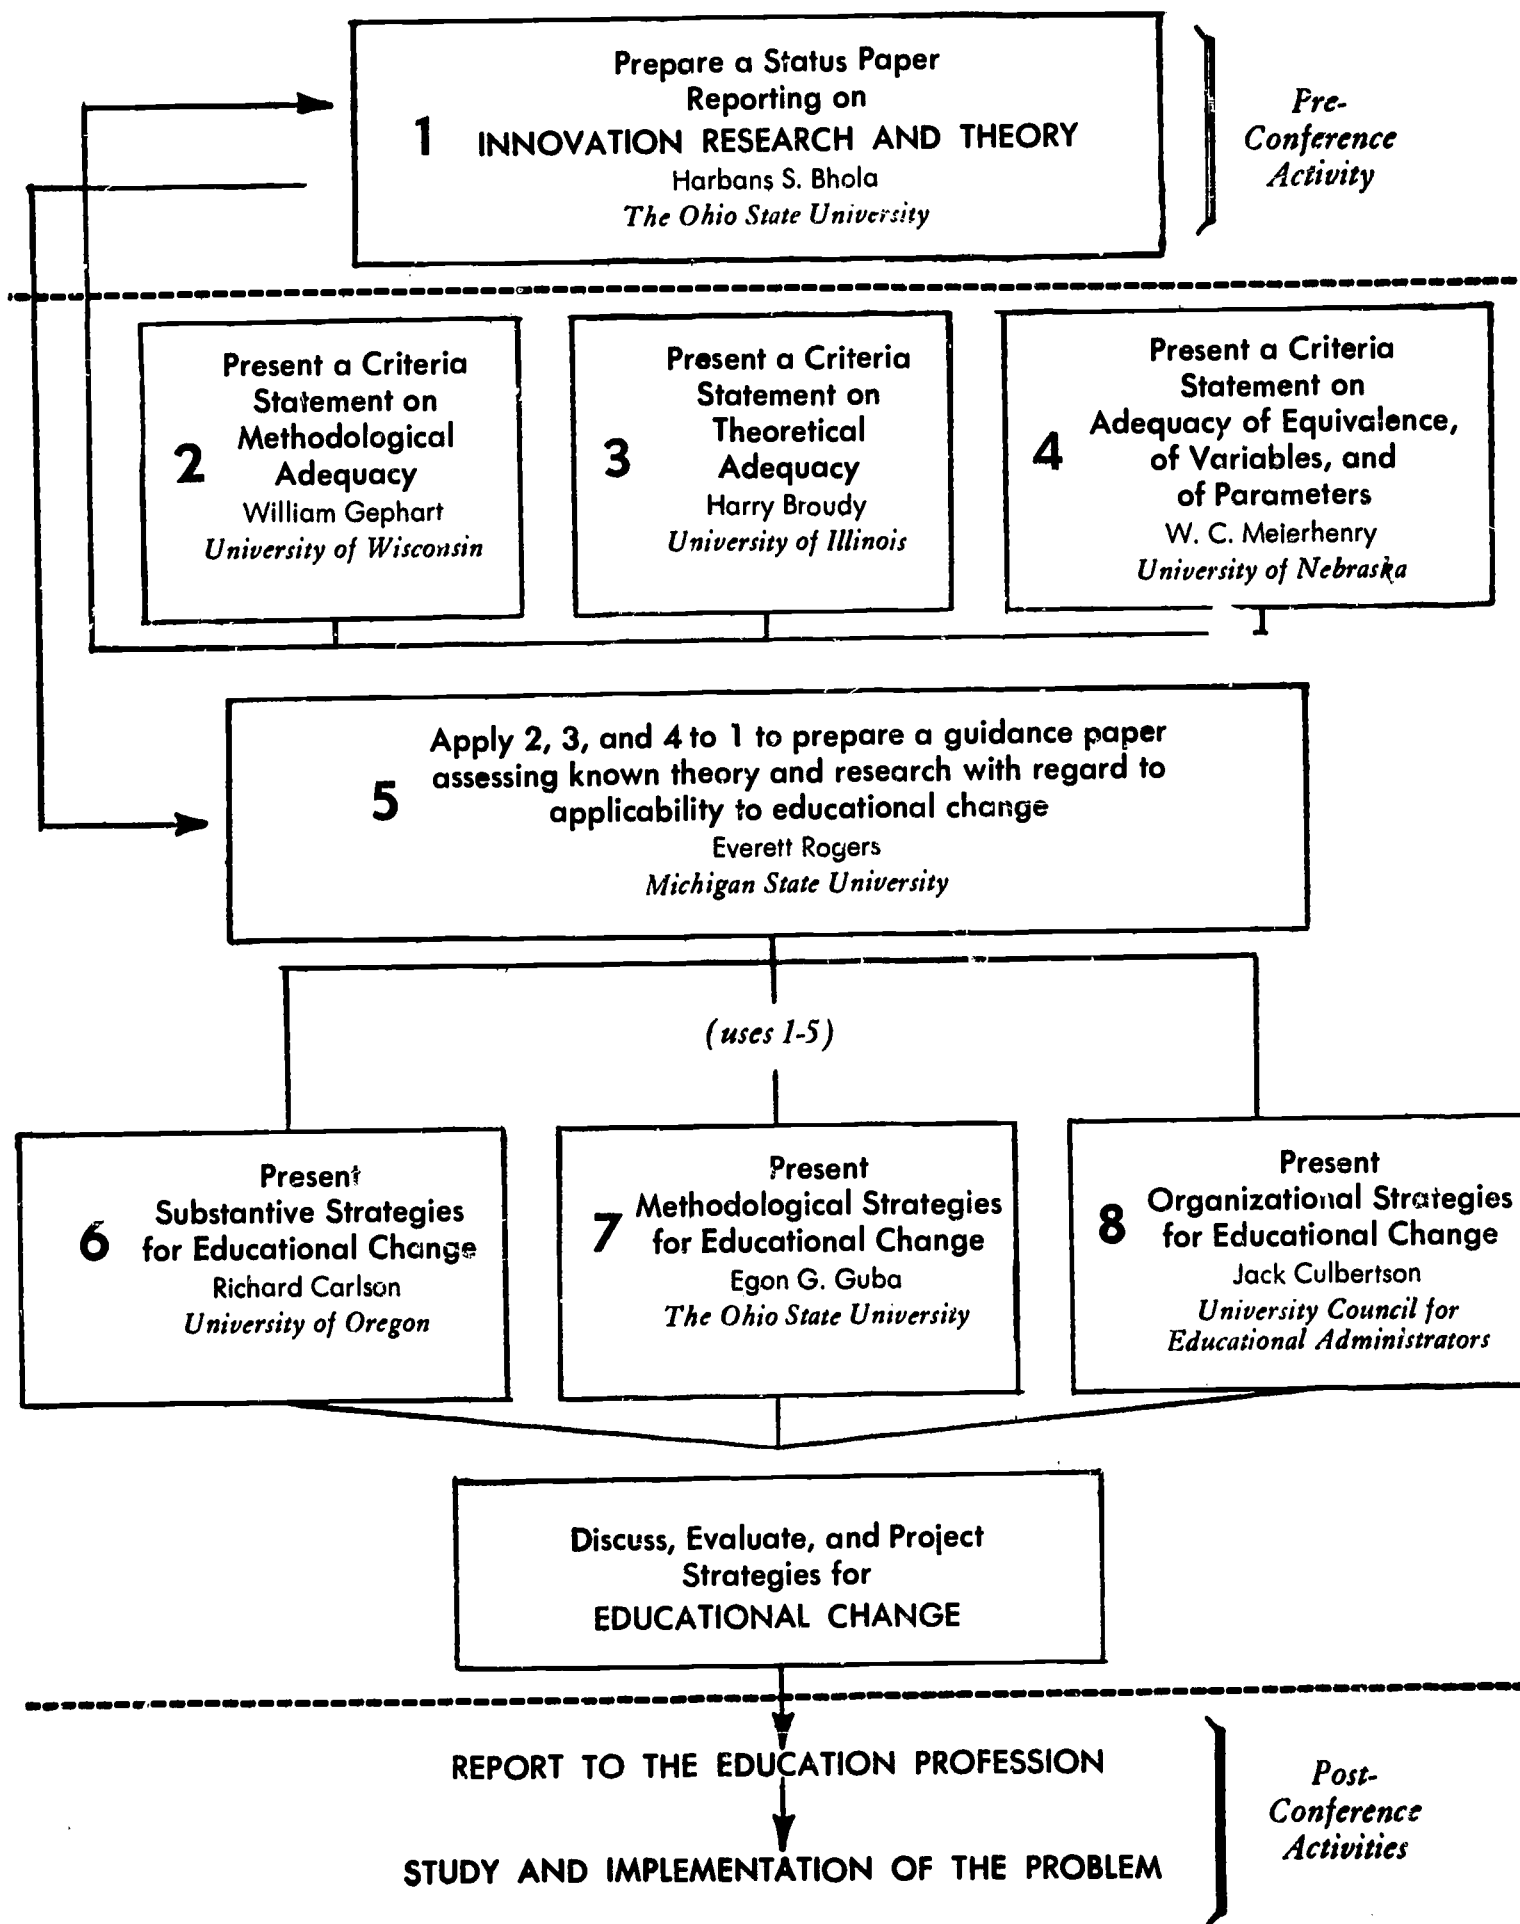 Prepare a Status Paper
Reporting on
1 INNOVATION RESEARCH AND THEORY
Harbans S. Bhola
The Ohio State University
Pre-
Conference
Activity
Present a Criteria
Statement on
Methodological
2 Adequacy
William Gephart
University of Wisconsin
Present a Criteria
Statement on
Theoretical
3 Adequacy
Harry Broudy
University of Illinois
Present a Criteria
Statement on
Adequacy of Equivalence,
4 of Variables, and
of Parameters
W. C. Meierhenry
University of Nebraska
Apply 2, 3, and 4 to 1 to prepare a guidance paper
assessing known theory and research with regard to
5 applicability to educational change
Everett Rogers
Michigan State University
(uses 1-5)
Present
Substantive Strategies
6 for Educational Change
Richard Carlson
University of Oregon
Present
Methodological Strategies
7 for Educational Change
Egon G. Guba
The Ohio State University
Present
Organizational Strategies
8 for Educational Change
Jack Culbertson
University Council for
Educational Administrators
Discuss, Evaluate, and Project
Strategies for
EDUCATIONAL CHANGE
REPORT TO THE EDUCATION PROFESSION
STUDY AND IMPLEMENTATION OF THE PROBLEM
Post-
Conference
Activities